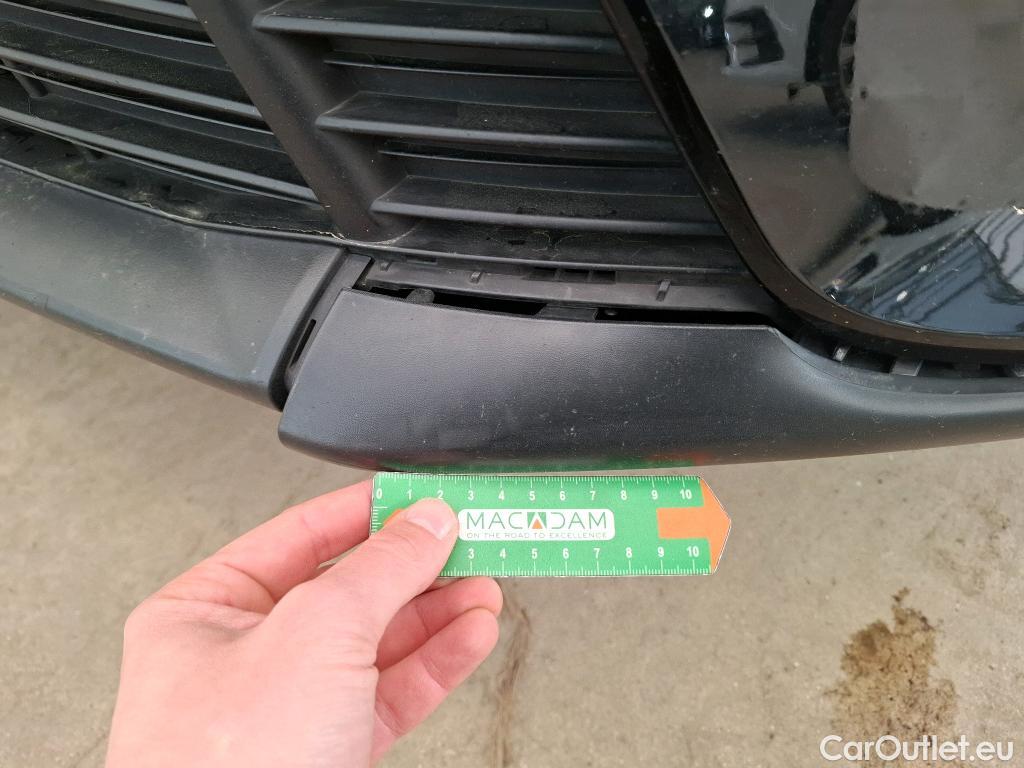 0 1 2 3 4 5 6 7 8 9 10
MACADAM
ON THE ROAD TO EXCELLENCE
3 4 5 6 7 8 9 10
CarOutlet.eu